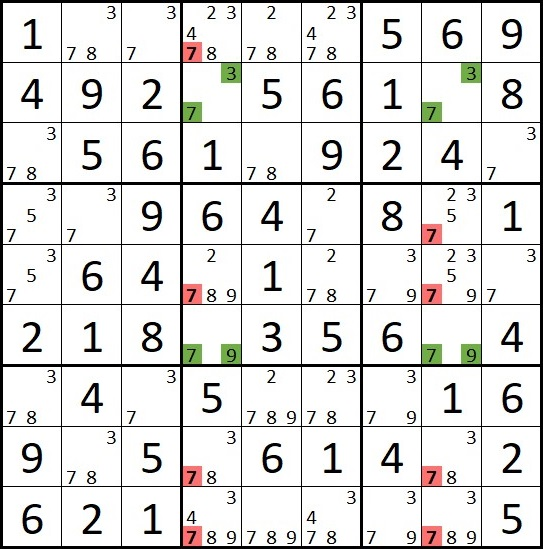 3 3 2 3 2 2 3
1 4 4 5 6 9
7 8 7 7 8 7 8 7 8
3 3
4 9 2 5 6 1 8
7 7
3 3
5 6 1 9 2 4
7 8 7 8 7
3 3 2 2 3
5 9 6 4 8 5 1
7 7 7 7
3 2 2 3 2 3 3
5 6 4 1 5
7 7 8 9 7 8 7 9 7 9 7
2 1 8 3 5 6 4
7 9 7 9
3 3 2 2 3 3
4 5 1 6
7 8 7 7 8 9 7 8 7 9
3 3 3
9 5 6 1 4 2
7 8 7 8 7 8
3 3 3 3
6 2 1 4 4 5
7 8 9 7 8 9 7 8 7 9 7 8 9